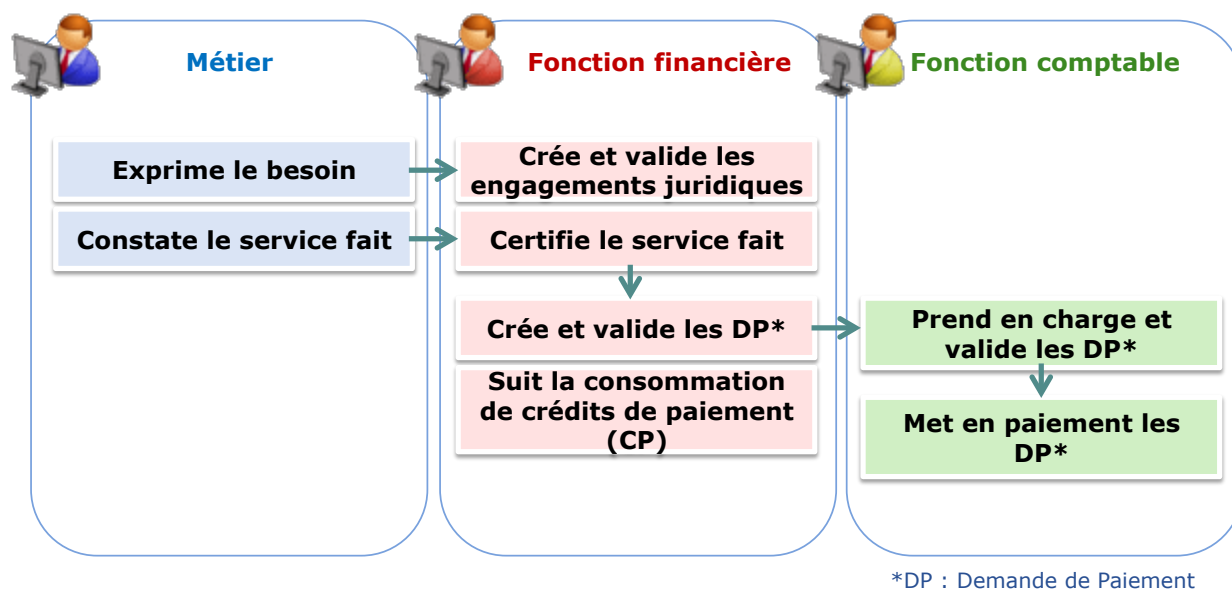 Métier
Fonction financière
Fonction comptable
Exprime le besoin
Crée et valide les
engagements juridiques
Constate le service fait
Certifie le service fait
Crée et valide les DP*
Prend en charge et
valide les DP*
Suit la consommation
de crédits de paiement
(CP)
Met en paiement les
DP*
*DP : Demande de Paiement